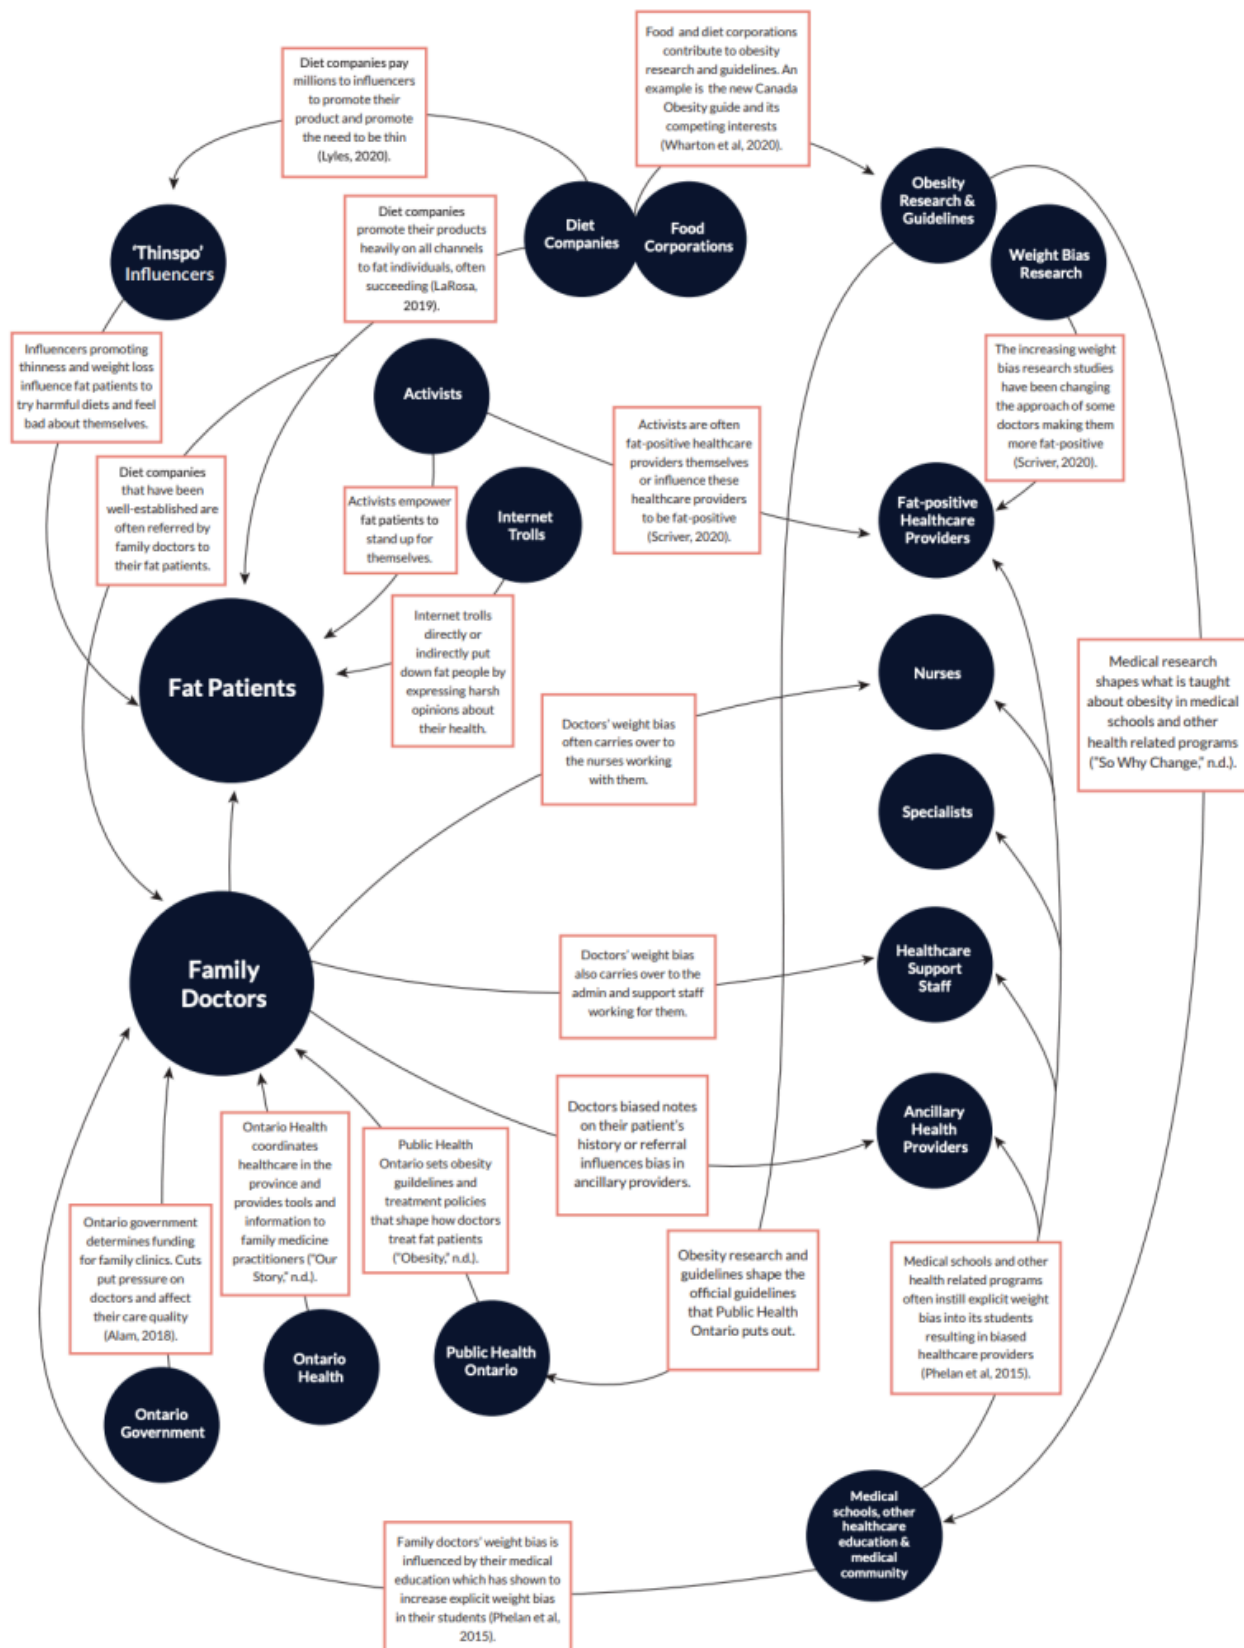 Diet companies pay
millions to influencers
to promote their
product and promote
the need to be thin
(Lyles, 2020).
Food and diet corporations
contribute to obesity
research and guidelines. An
example is the new Canada
Obesity guide and its
competing interests
(Wharton et al, 2020).
Obesity
Research &
Guidelines
Diet companies
promote their products
heavily on all channels
to fat individuals, often
succeeding (LaRosa,
2019).
Diet
Companies
Food
Corporations
'Thinspo'
Influencers
Weight Bias
Research
Influencers promoting
thinness and weight loss
influence fat patients to
try harmful diets and feel
bad about themselves.
Activists
The increasing weight
bias research studies
have been changing
the approach of some
doctors making them
more fat-positive
(Scriver, 2020).
Activists are often
fat-positive healthcare
providers themselves
or influence these
healthcare providers
to be fat-positive
(Scriver, 2020).
Diet companies
that have been
well-established are
often referred by
family doctors to
their fat patients.
Activists empower
fat patients to
stand up for
themselves.
Internet
Trolls
Fat-positive
Healthcare
Providers
Internet trolls
directly or
indirectly put
down fat people by
expressing harsh
opinions about
their health.
Fat Patients
Nurses
Medical research
shapes what is taught
about obesity in medical
schools and other
health related programs
("So Why Change," n.d.).
Doctors' weight bias
often carries over to
the nurses working
with them.
Specialists
Family
Doctors
Doctors' weight bias
also carries over to the
admin and support staff
working for them.
Healthcare
Support
Staff
Doctors biased notes
on their patient's
history or referral
influences bias in
ancillary providers.
Ancillary
Health
Providers
Ontario Health
coordinates
healthcare in the
province and
provides tools and
information to
family medicine
practitioners ("Our
Story," n.d.).
Public Health
Ontario sets obesity
guildelines and
treatment policies
that shape how doctors
treat fat patients
("Obesity," n.d.).
Ontario government
determines funding
for family clinics. Cuts
put pressure on
doctors and affect
their care quality
(Alam, 2018).
Obesity research and
guidelines shape the
official guidelines
that Public Health
Ontario puts out.
Medical schools and other
health related programs
often instill explicit weight
bias into its students
resulting in biased
healthcare providers
(Phelan et al, 2015).
Ontario
Health
Public Health
Ontario
Ontario
Government
Medical
schools, other
healthcare
education &
medical
community
Family doctors' weight bias is
influenced by their medical
education which has shown to
increase explicit weight bias
in their students (Phelan et al,
2015).